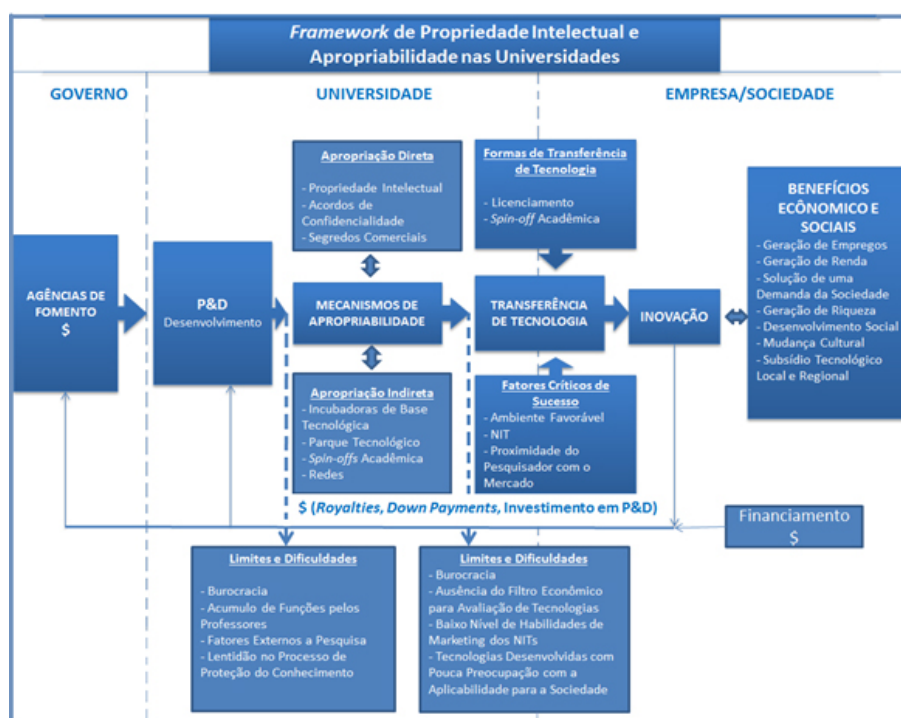 Framework de Propriedade Intelectual e
Apropriabilidade nas Universidades
GOVERNO
UNIVERSIDADE
EMPRESA/SOCIEDADE
AGÊNCIAS DE
FOMENTO
$
P&D
Desenvolvimento
Apropriação Direta
- Propriedade Intelectual
- Acordos de
Confidencialidade
- Segredos Comerciais
MECANISMOS DE
APROPRIABILIDADE
Apropriação Indireta
- Incubadoras de Base
Tecnológica
- Parque Tecnológico
- Spin-offs Acadêmica
- Redes
Formas de Transferência
de Tecnologia
- Licenciamento
- Spin-off Acadêmica
TRANSFERÊNCIA
DE TECNOLOGIA
Fatores Críticos de
Sucesso
- Ambiente Favorável
- NIT
- Proximidade do
Pesquisador com o
Mercado
INOVAÇÃO
BENEFÍCIOS
ECÔNOMICO E
SOCIAIS
- Geração de Empregos
- Geração de Renda
- Solução de uma
Demanda da Sociedade
- Geração de Riqueza
- Desenvolvimento Social
- Mudança Cultural
- Subsídio Tecnológico
Local e Regional
$ (Royalties, Down Payments, Investimento em P&D)
Financiamento
$
Limites e Dificuldades
- Burocracia
- Acumulo de Funções pelos
Professores
- Fatores Externos a Pesquisa
- Lentidão no Processo de
Proteção do Conhecimento
Limites e Dificuldades
- Burocracia
- Ausência do Filtro Econômico
para Avaliação de Tecnologias
- Baixo Nível de Habilidades de
Marketing dos NITs
- Tecnologias Desenvolvidas com
Pouca Preocupação com a
Aplicabilidade para a Sociedade